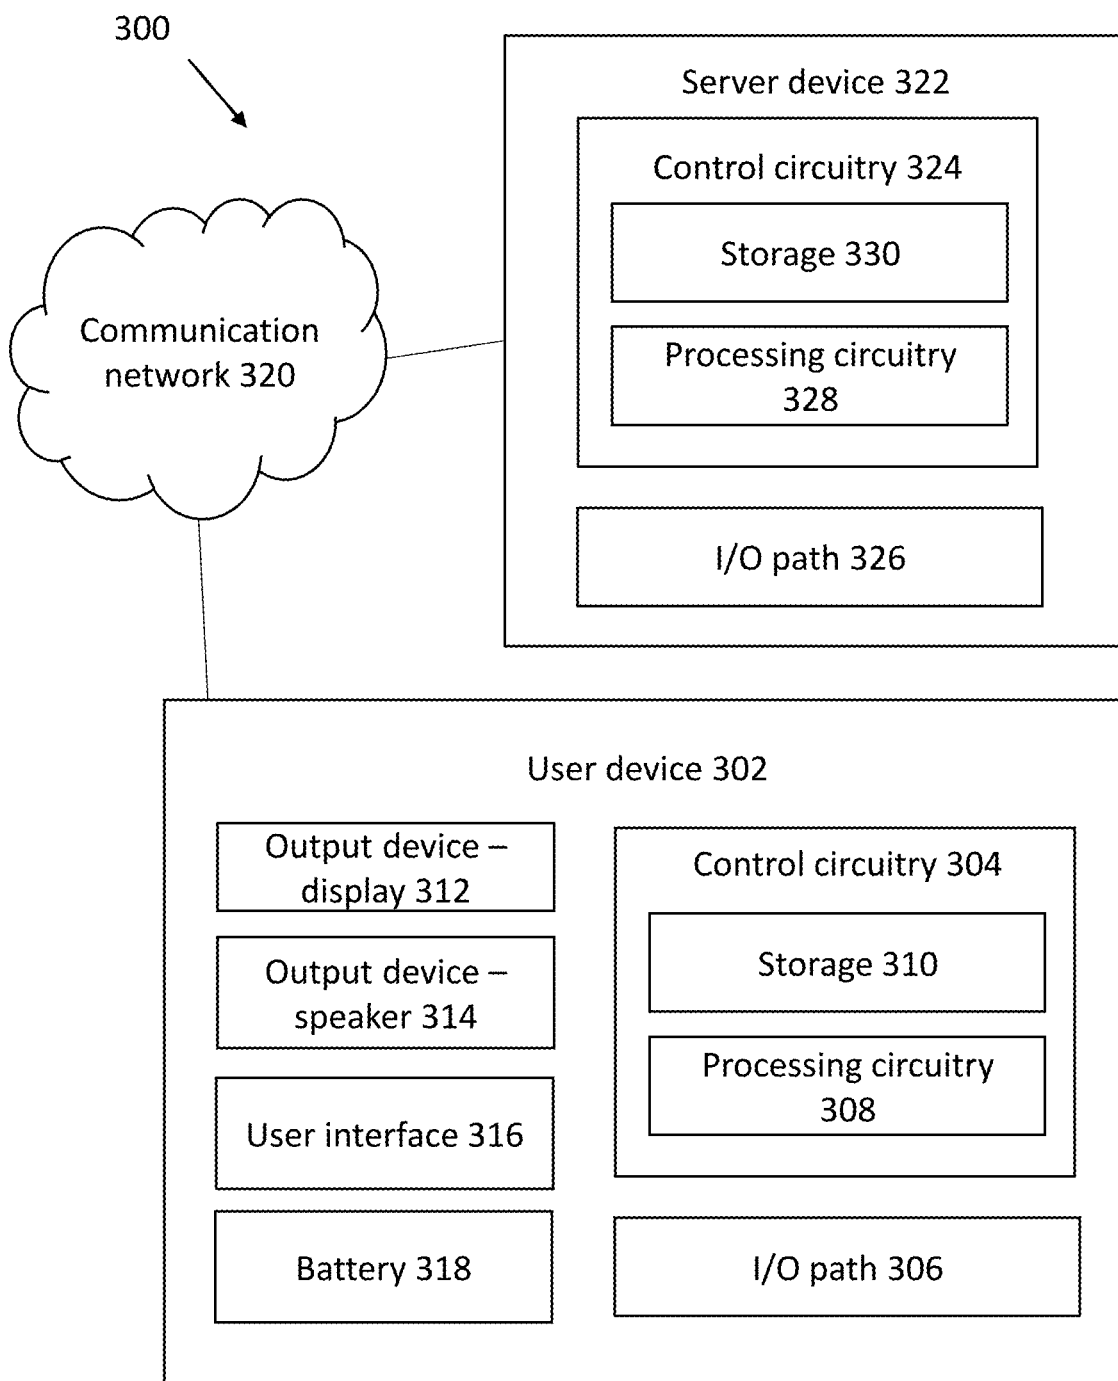 300
Server device 322
Control circuitry 324
Storage 330
Processing circuitry
328
I/O path 326
Communication
network 320
User device 302
Output device –
display 312
Output device –
speaker 314
User interface 316
Battery 318
Control circuitry 304
Storage 310
Processing circuitry
308
I/O path 306